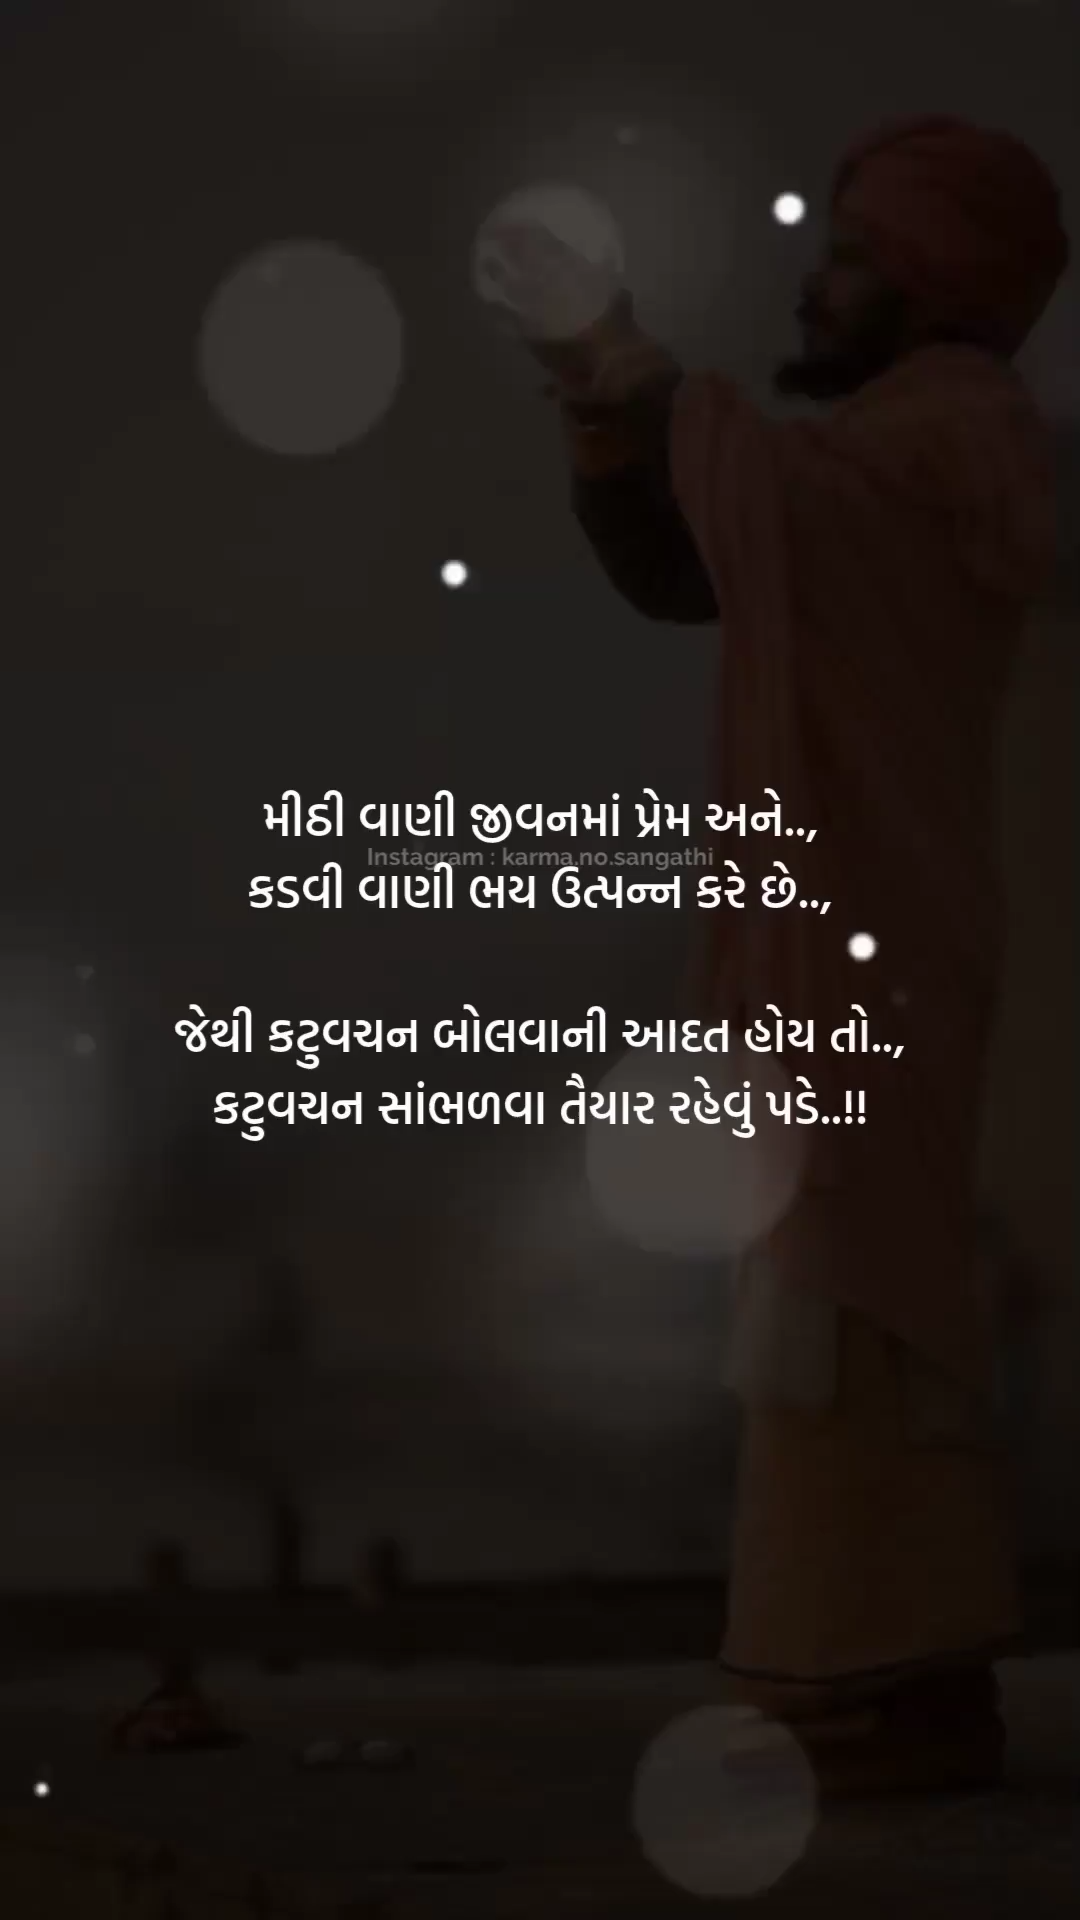 મીઠી વાણી જીવનમાં પ્રેમ અને..,
Instagram : karma.no.sangathi
કડવી વાણી ભય ઉત્પન્ન કરે છે..,
જેથી કટુવચન બોલવાની આદત હોય તો..,
કટુવચન સાંભળવા તૈયાર રહેવું પડે..!!